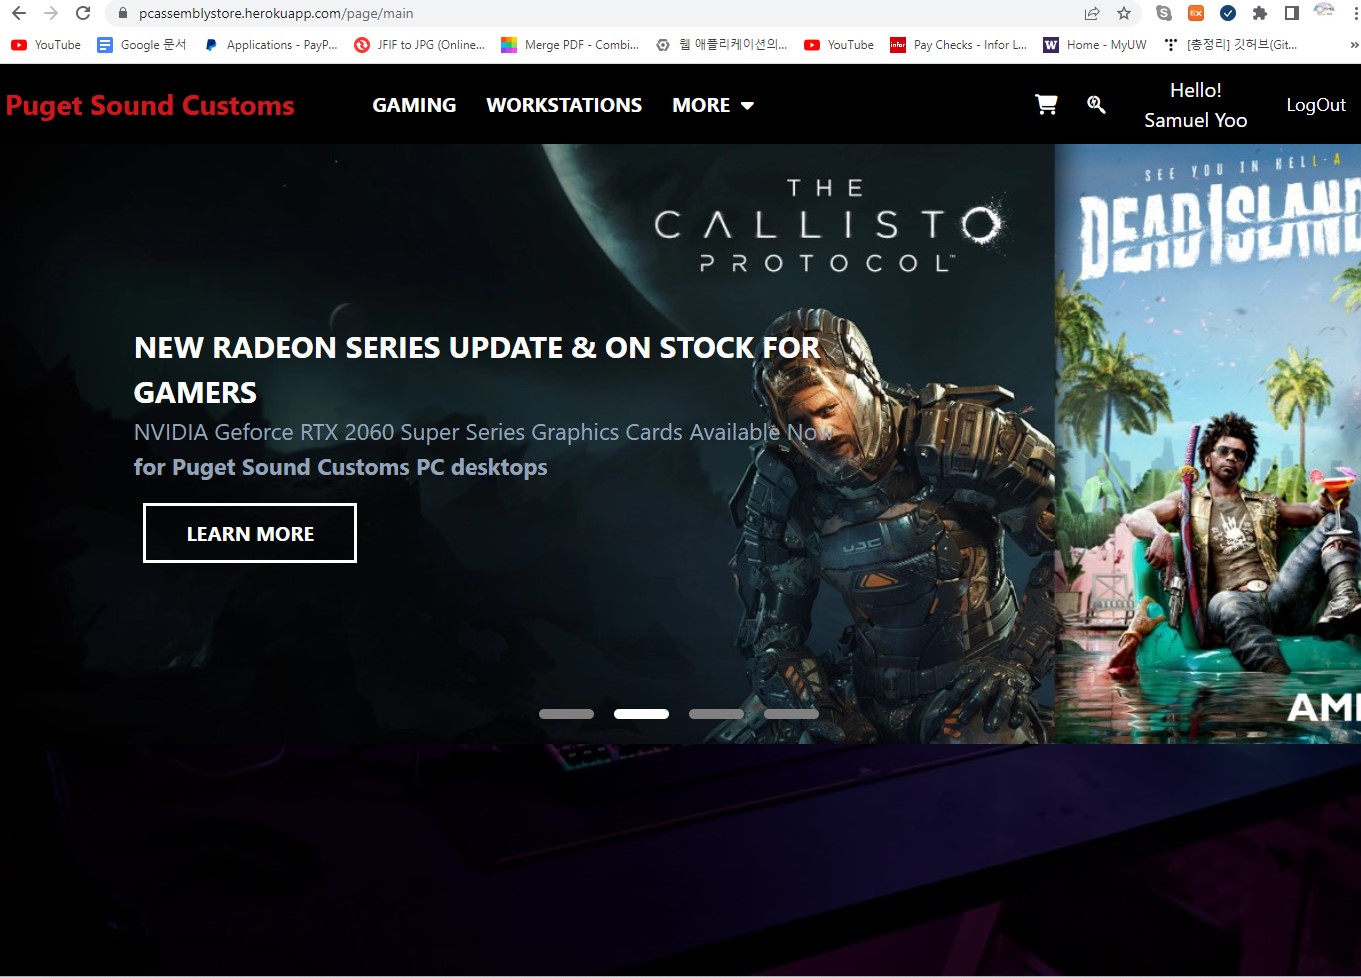 pcassemblystore.herokuapp.com/page/main
YouTube
Google 문서
Applications - PayP...
JFIF to JPG (Online...
Merge PDF - Combi...
웹 애플리케이션의...
YouTube
Pay Checks - Infor L...
Home - MyUW
[총정리] 깃허브(Git...
Puget Sound Customs
GAMING
WORKSTATIONS
MORE
Hello!
Samuel Yoo
LogOut
THE
CALLISTO
PROTOCOL™
SEE YOU IN HELL-A
DEAD ISLAND
NEW RADEON SERIES UPDATE & ON STOCK FOR
GAMERS
NVIDIA Geforce RTX 2060 Super Series Graphics Cards Available Now
for Puget Sound Customs PC desktops
UJC
LEARN MORE
AM